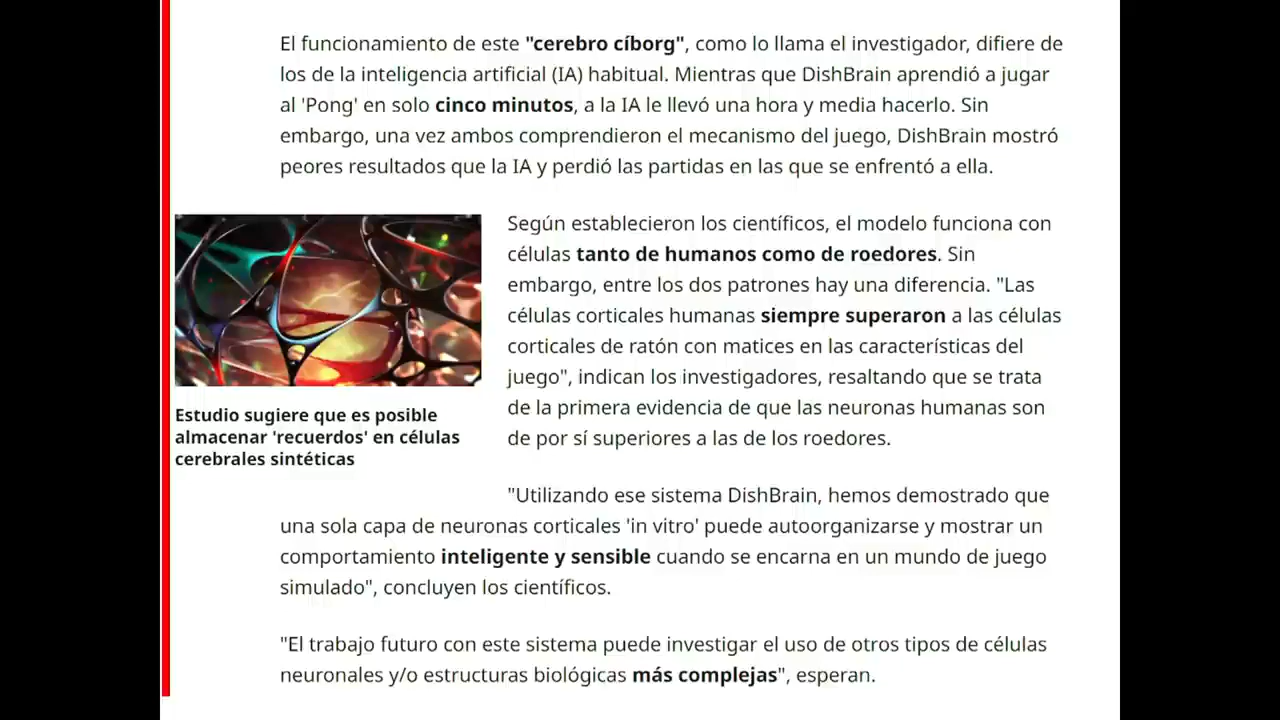 El funcionamiento de este "cerebro cíborg", como lo llama el investigador, difiere de
los de la inteligencia artificial (IA) habitual. Mientras que DishBrain aprendió a jugar
al 'Pong' en solo cinco minutos, a la IA le llevó una hora y media hacerlo. Sin
embargo, una vez ambos comprendieron el mecanismo del juego, DishBrain mostró
peores resultados que la IA y perdió las partidas en las que se enfrentó a ella.
Según establecieron los científicos, el modelo funciona con
células tanto de humanos como de roedores. Sin
embargo, entre los dos patrones hay una diferencia. "Las
células corticales humanas siempre superaron a las células
corticales de ratón con matices en las características del
juego", indican los investigadores, resaltando que se trata
de la primera evidencia de que las neuronas humanas son
de por sí superiores a las de los roedores.
Estudio sugiere que es posible
almacenar 'recuerdos' en células
cerebrales sintéticas
"Utilizando ese sistema DishBrain, hemos demostrado que
una sola capa de neuronas corticales 'in vitro' puede autoorganizarse y mostrar un
comportamiento inteligente y sensible cuando se encarna en un mundo de juego
simulado", concluyen los científicos.
"El trabajo futuro con este sistema puede investigar el uso de otros tipos de células
neuronales y/o estructuras biológicas más complejas", esperan.